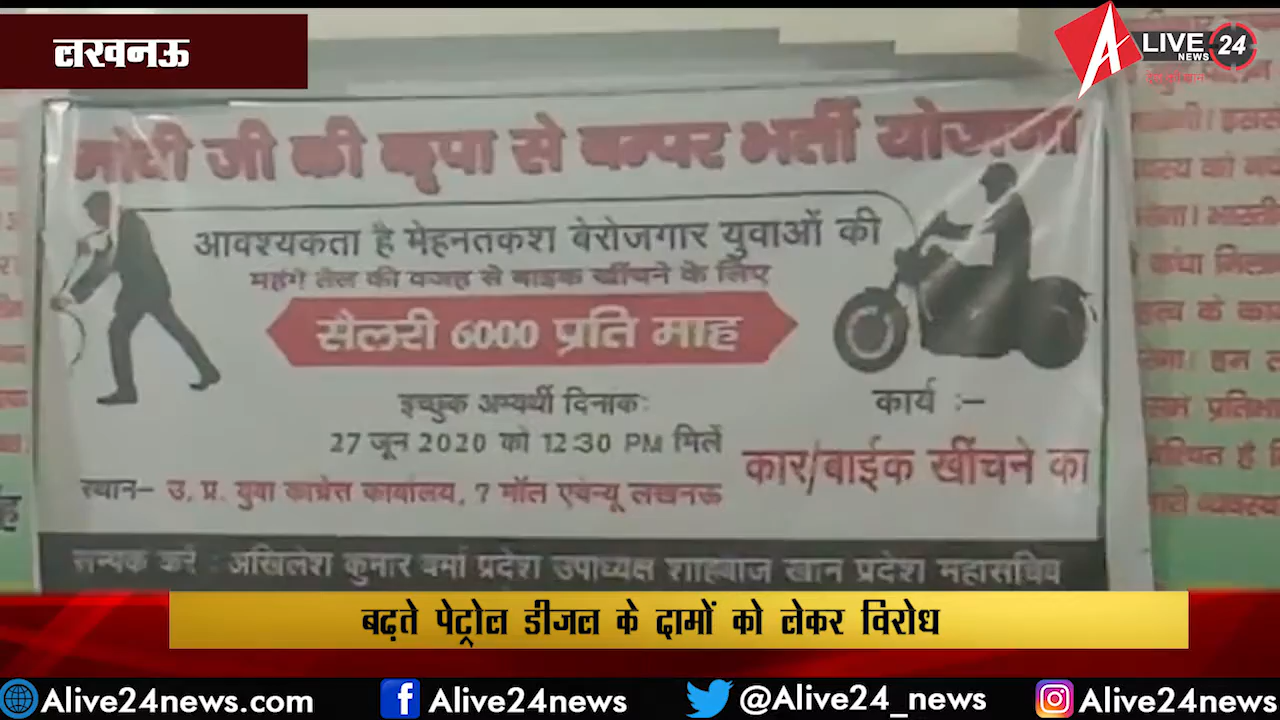 लखनऊ
ALIVE 24
NEWS
मोदी जी की कृपा से बम्पर भर्ती योजना
आवश्यकता है मेहनतकश बेरोजगार युवाओं की
महंगे तेल की वजह से बाइक खींचने के लिए
सैलरी 6000 प्रति माह
इच्छुक अभ्यर्थी दिनांक:
27 जून 2020 को 12:30 PM मिलें
कार्य :–
कार/बाईक खींचने का
स्थान– उ. प्र. युवा कांग्रेस कार्यालय, 7 मॉल एवेन्यू लखनऊ
सम्पर्क करें : अखिलेश कुमार वर्मा प्रदेश उपाध्यक्ष शाहबाज खान प्रदेश महासचिव
बढ़ते पेट्रोल डीजल के दामों को लेकर विरोध
Alive24news.com
Alive24news
@Alive24_news
Alive24news